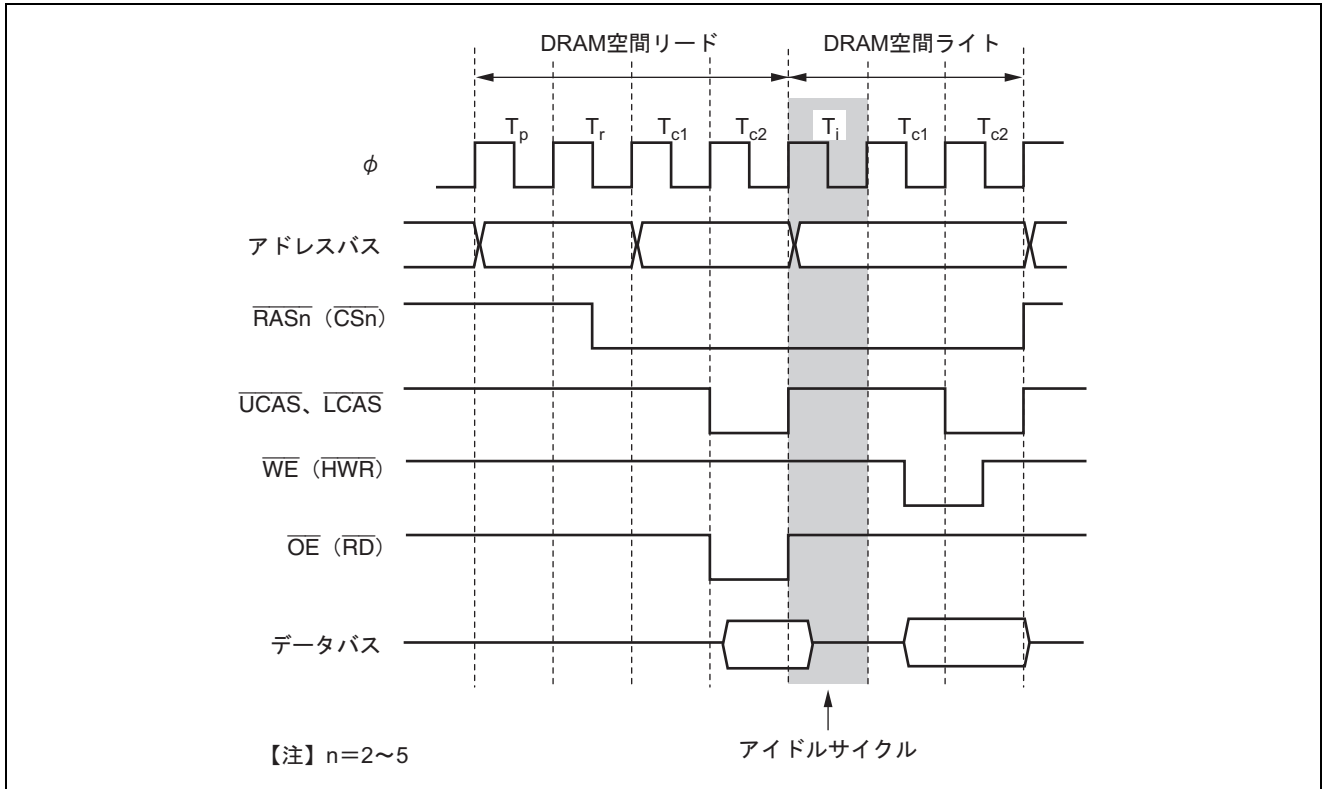 DRAM空間リード DRAM空間ライト
Tp Tr Tc1 Tc2 Ti Tc1 Tc2
φ
アドレスバス
RASn（CSn）
UCAS、LCAS
WE（HWR）
OE（RD）
データバス
アイドルサイクル
【注】n＝2～5